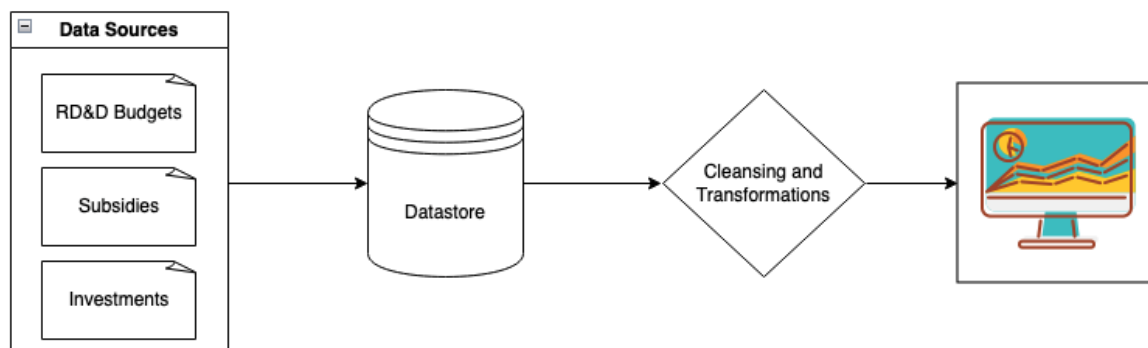 Data Sources
RD&D Budgets
Subsidies
Investments
Datastore
Cleansing and
Transformations